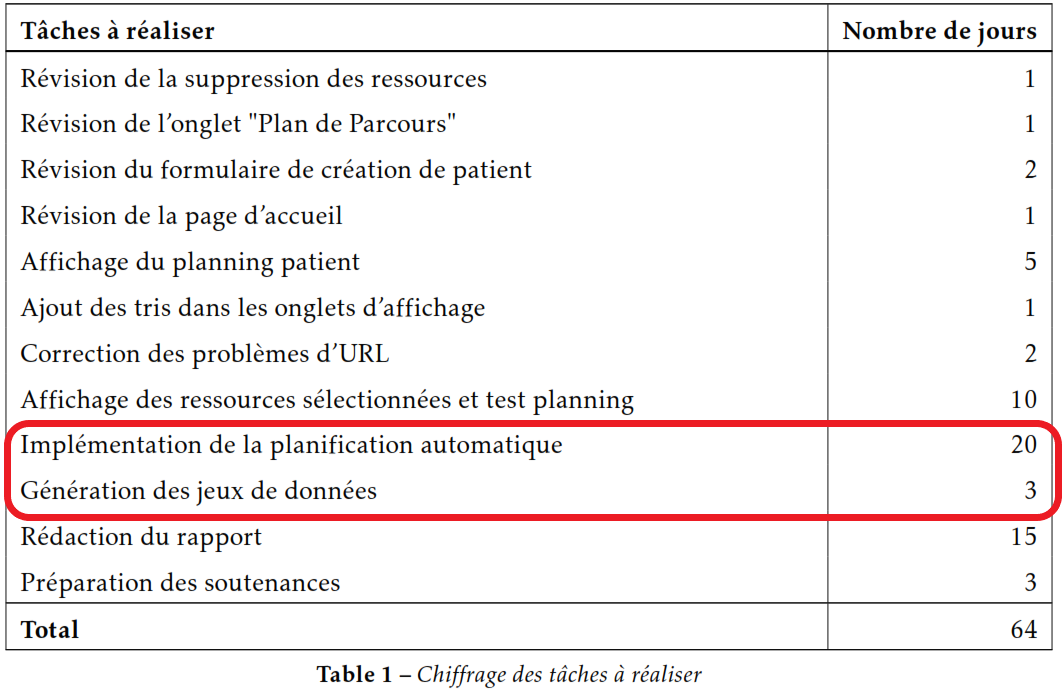 Tâches à réaliser Nombre de jours
Révision de la suppression des ressources 1
Révision de l’onglet "Plan de Parcours" 1
Révision du formulaire de création de patient 2
Révision de la page d’accueil 1
Affichage du planning patient 5
Ajout des tris dans les onglets d’affichage 1
Correction des problèmes d’URL 2
Affichage des ressources sélectionnées et test planning 10
Implémentation de la planification automatique 20
Génération des jeux de données 3
Rédaction du rapport 15
Préparation des soutenances 3
Total 64
Table 1 – Chiffrage des tâches à réaliser